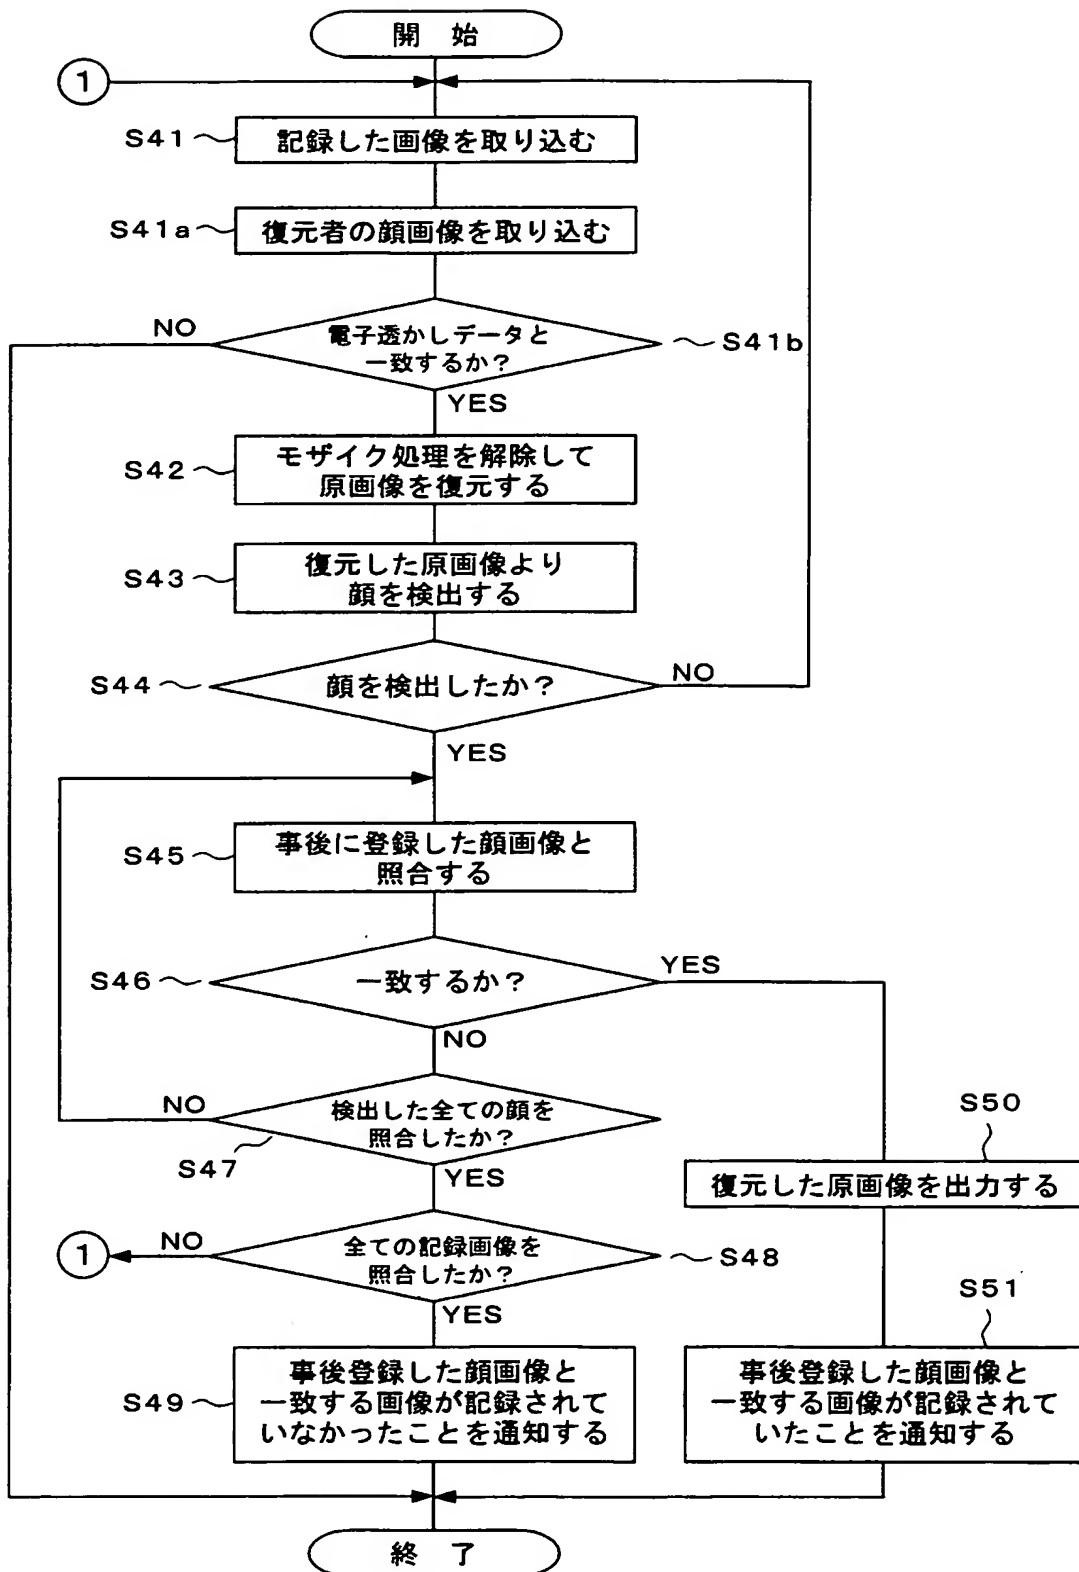 開 始
1
S41
記録した画像を取り込む
S41a
復元者の顔画像を取り込む
NO
電子透かしデータと
一致するか？
S41b
YES
S42
モザイク処理を解除して
原画像を復元する
S43
復元した原画像より
顔を検出する
S44
顔を検出したか？
NO
YES
S45
事後に登録した顔画像と
照合する
S46
一致するか？
YES
NO
NO
検出した全ての顔を
照合したか？
S47
YES
S50
復元した原画像を出力する
1
NO
全ての記録画像を
照合したか？
S48
YES
S51
S49
事後登録した顔画像と
一致する画像が記録されて
いなかったことを通知する
事後登録した顔画像と
一致する画像が記録されて
いたことを通知する
終 了